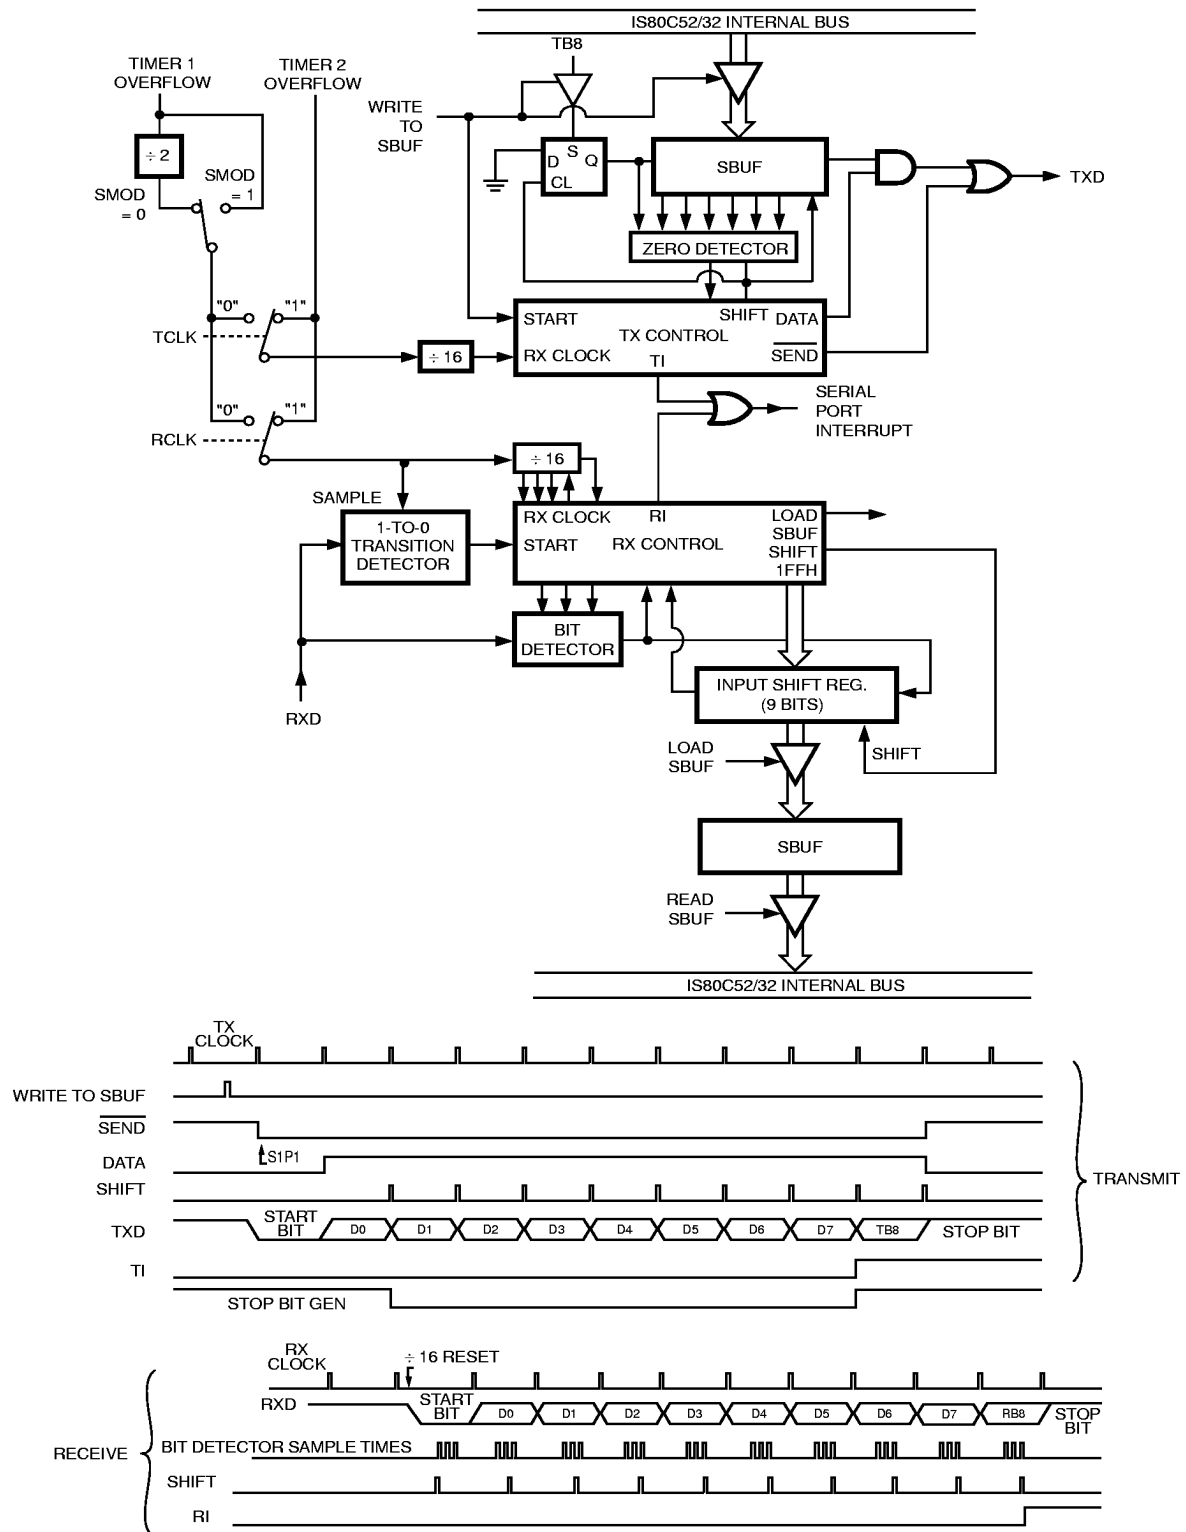 IS80C52/32 INTERNAL BUS
TB8
TIMER 1
OVERFLOW
TIMER 2
OVERFLOW
WRITE
TO
SBUF
÷ 2
SMOD
= 1
SMOD
= 0
D
S
Q
CL
SBUF
TXD
ZERO DETECTOR
"0"
"1"
TCLK
÷ 16
START
SHIFT
DATA
TX CONTROL
RX CLOCK
TI
SEND
SERIAL
PORT
INTERRUPT
"0"
"1"
RCLK
÷ 16
SAMPLE
1-TO-0
TRANSITION
DETECTOR
RX CLOCK
RI
LOAD
SBUF
START
RX CONTROL
SHIFT
1FFH
BIT
DETECTOR
RXD
INPUT SHIFT REG.
(9 BITS)
LOAD
SBUF
SHIFT
SBUF
READ
SBUF
IS80C52/32 INTERNAL BUS
TX
CLOCK
WRITE TO SBUF
SEND
S1P1
DATA
TRANSMIT
SHIFT
TXD
START
BIT
D0 D1 D2 D3 D4 D5 D6 D7 TB8 STOP BIT
TI
STOP BIT GEN
RX
CLOCK
÷ 16 RESET
RXD
START
BIT
D0 D1 D2 D3 D4 D5 D6 D7 RB8 STOP
BIT
RECEIVE
BIT DETECTOR SAMPLE TIMES
SHIFT
RI